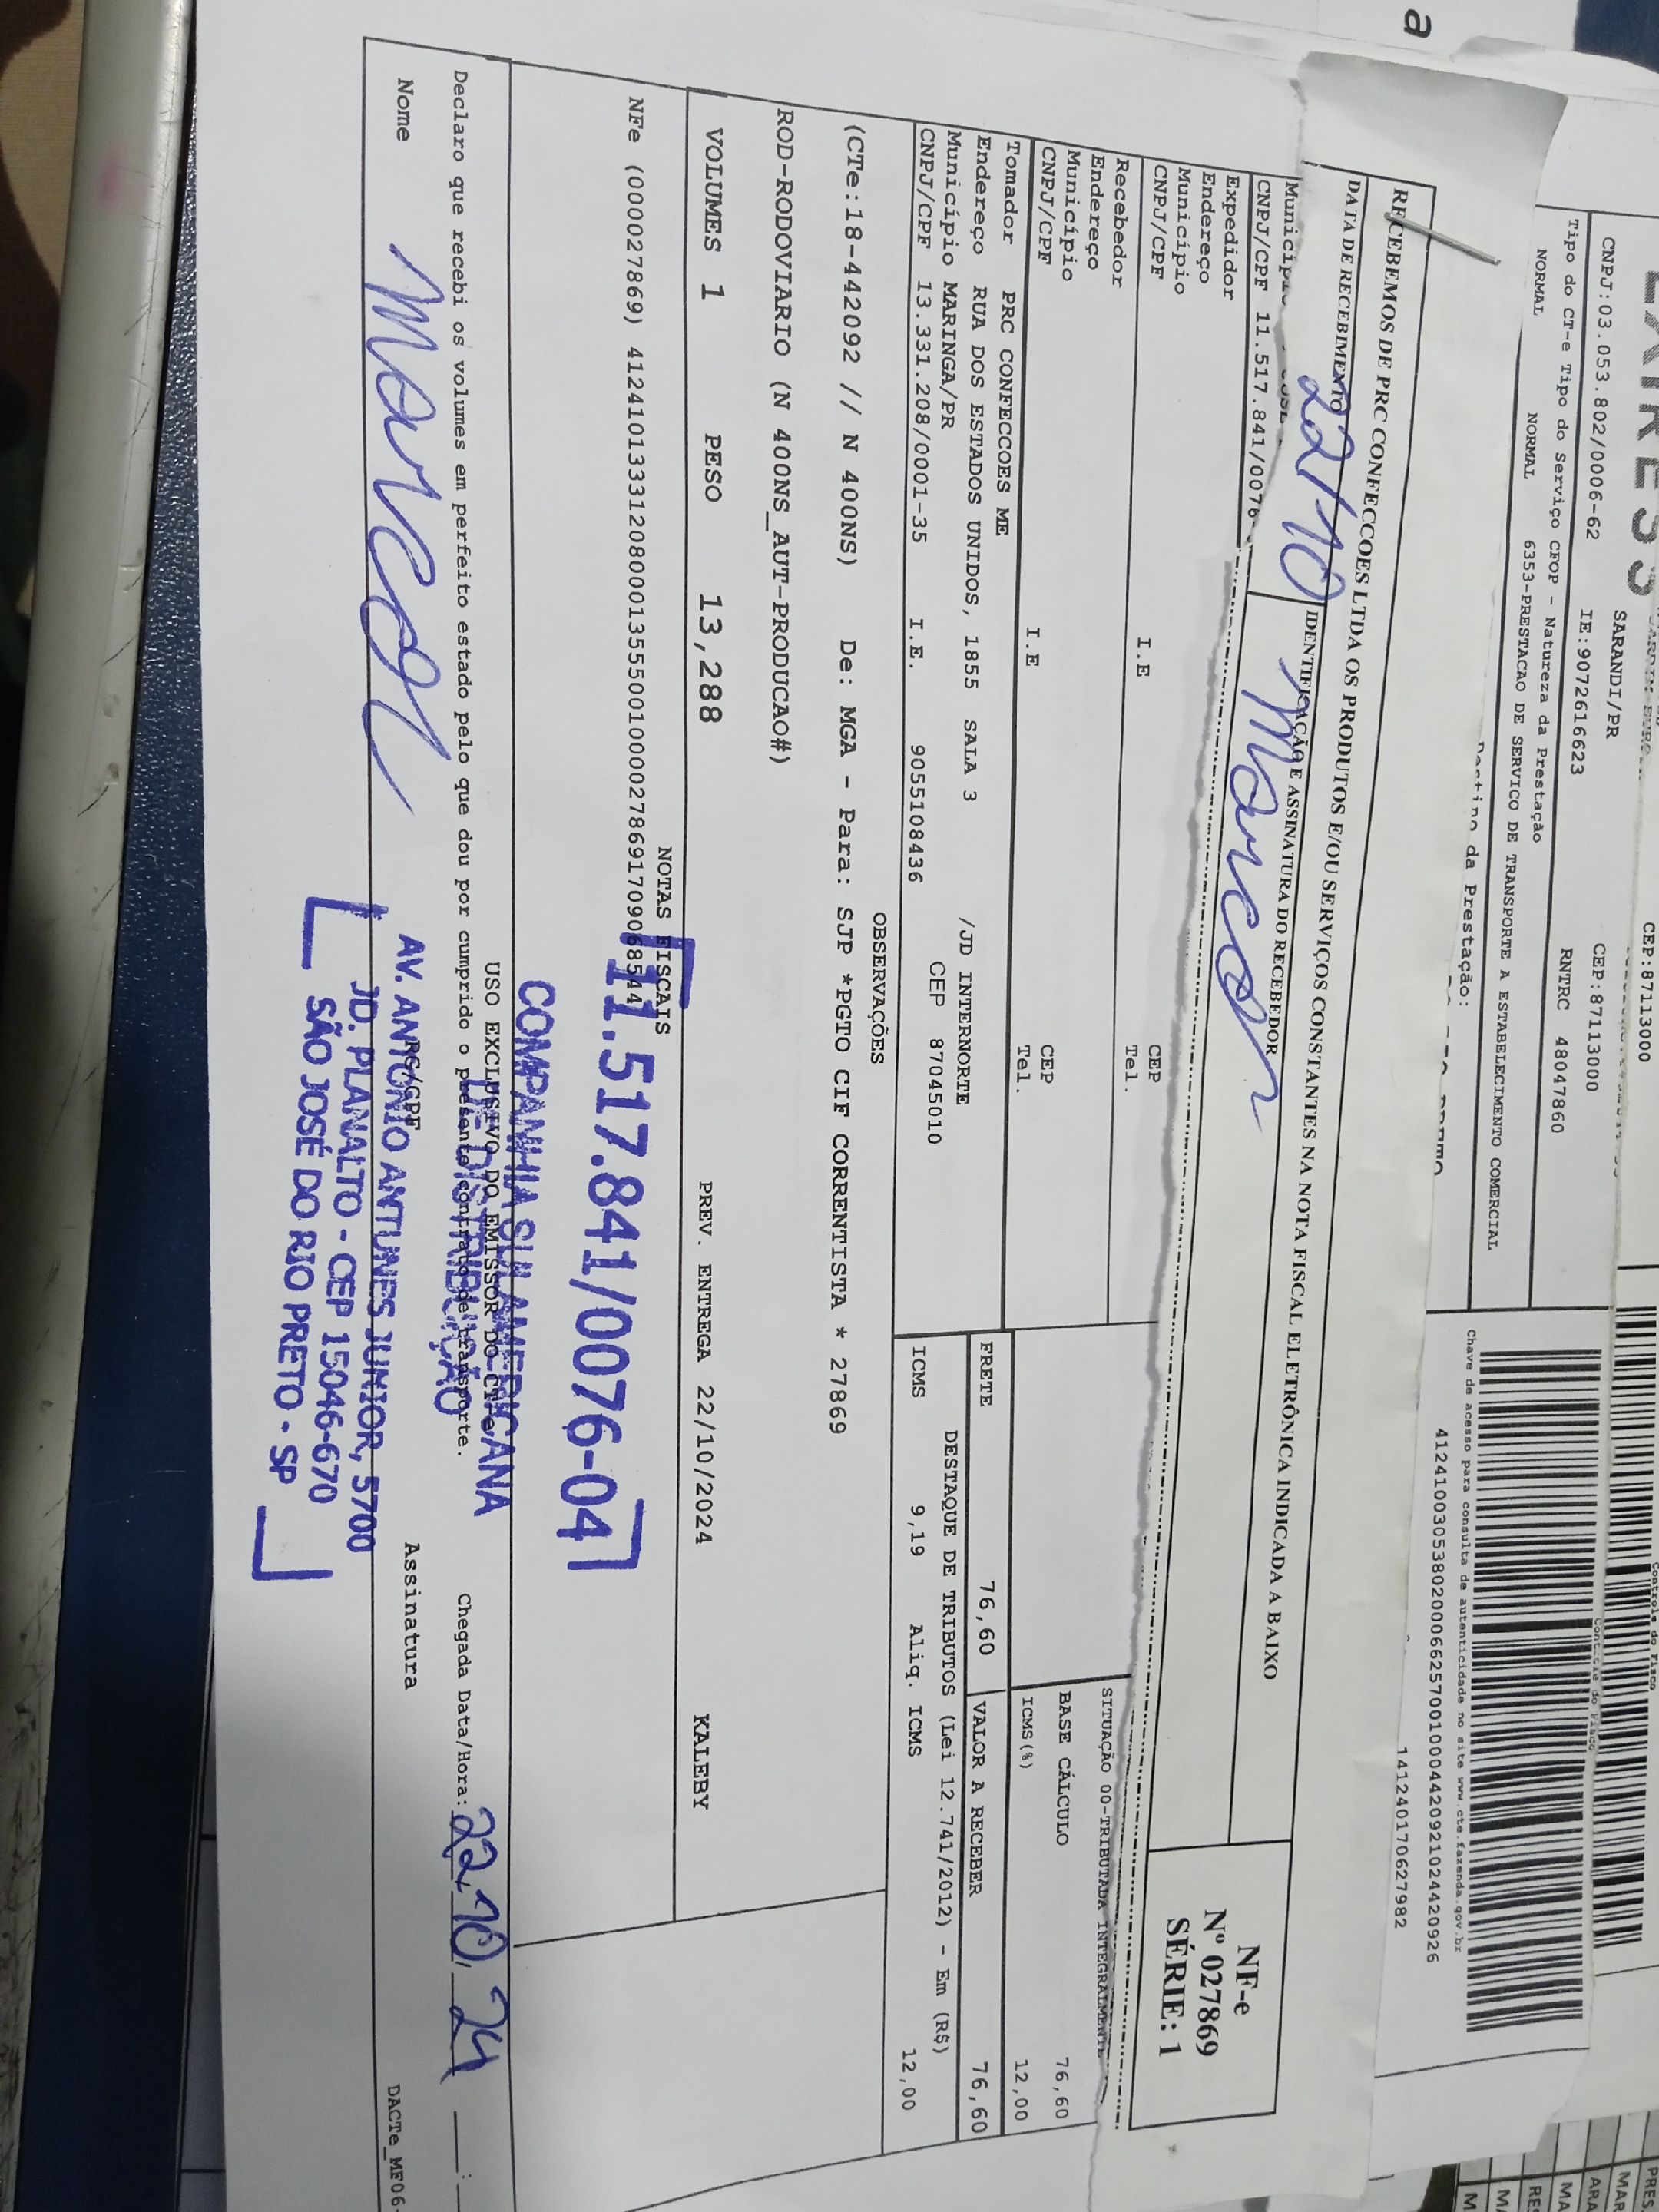 a
CEP:87113000
CNPJ:03.053.802/0006-62 SARANDI/PR CEP:87113000
IE:9072616623 RNTRC 48047860
Tipo do CT-e Tipo do Serviço CFOP - Natureza da Prestação
NORMAL NORMAL 6353-PRESTACAO DE SERVICO DE TRANSPORTE A ESTABELECIMENTO COMERCIAL
da Prestação:
Controle do Fisco
Chave de acesso para consulta de autenticidade no site www.cte.fazenda.gov.br
41241003053802000662570010004420921024420926
141240170627982
RECEBEMOS DE PRC CONFECCOES LTDA OS PRODUTOS E/OU SERVIÇOS CONSTANTES NA NOTA FISCAL ELETRÔNICA INDICADA A BAIXO
DATA DE RECEBIMENTO 22/10 IDENTIFICAÇÃO E ASSINATURA DO RECEBEDOR
NF-e
Nº 027869
SÉRIE: 1
CNPJ/CPF 11.517.841/0076-
Expedidor
Endereço
Município CEP
CNPJ/CPF I.E Tel.
SITUAÇÃO 00-TRIBUTADA INTEGRALMENTE
Recebedor
Endereço
Município CEP
CNPJ/CPF I.E Tel.
BASE CÁLCULO 76,60
ICMS(%) 12,00
Tomador PRC CONFECCOES ME
Endereço RUA DOS ESTADOS UNIDOS, 1855 SALA 3 /JD INTERNORTE
Município MARINGA/PR CEP 87045010
CNPJ/CPF 13.331.208/0001-35 I.E. 9055108436
FRETE 76,60 VALOR A RECEBER 76,60
DESTAQUE DE TRIBUTOS (Lei 12.741/2012) - Em (R$)
ICMS 9,19 Aliq. ICMS 12,00
OBSERVAÇÕES
(CTe:18-442092 // N 400NS) De: MGA - Para: SJP *PGTO CIF CORRENTISTA * 27869
ROD-RODOVIARIO (N 400NS_AUT-PRODUCAO#)
VOLUMES 1 PESO 13,288 PREV. ENTREGA 22/10/2024 KALEBY
NOTAS FISCAIS
NFe (000027869) 41241013331208000135550010000278691709068544
11.517.841/0076-04
COMPANHIA SULAMERICANA
DE DISTRIBUIÇÃO
AV. ANTONIO ANTUNES JUNIOR, 5700
JD. PLANALTO - CEP 15046-670
SÃO JOSÉ DO RIO PRETO - SP
USO EXCLUSIVO DO EMISSOR DO CT-e
Declaro que recebi os volumes em perfeito estado pelo que dou por cumprido o presente contrato de transporte. Chegada Data/Hora: 22 10 24
Nome RG/CPF Assinatura